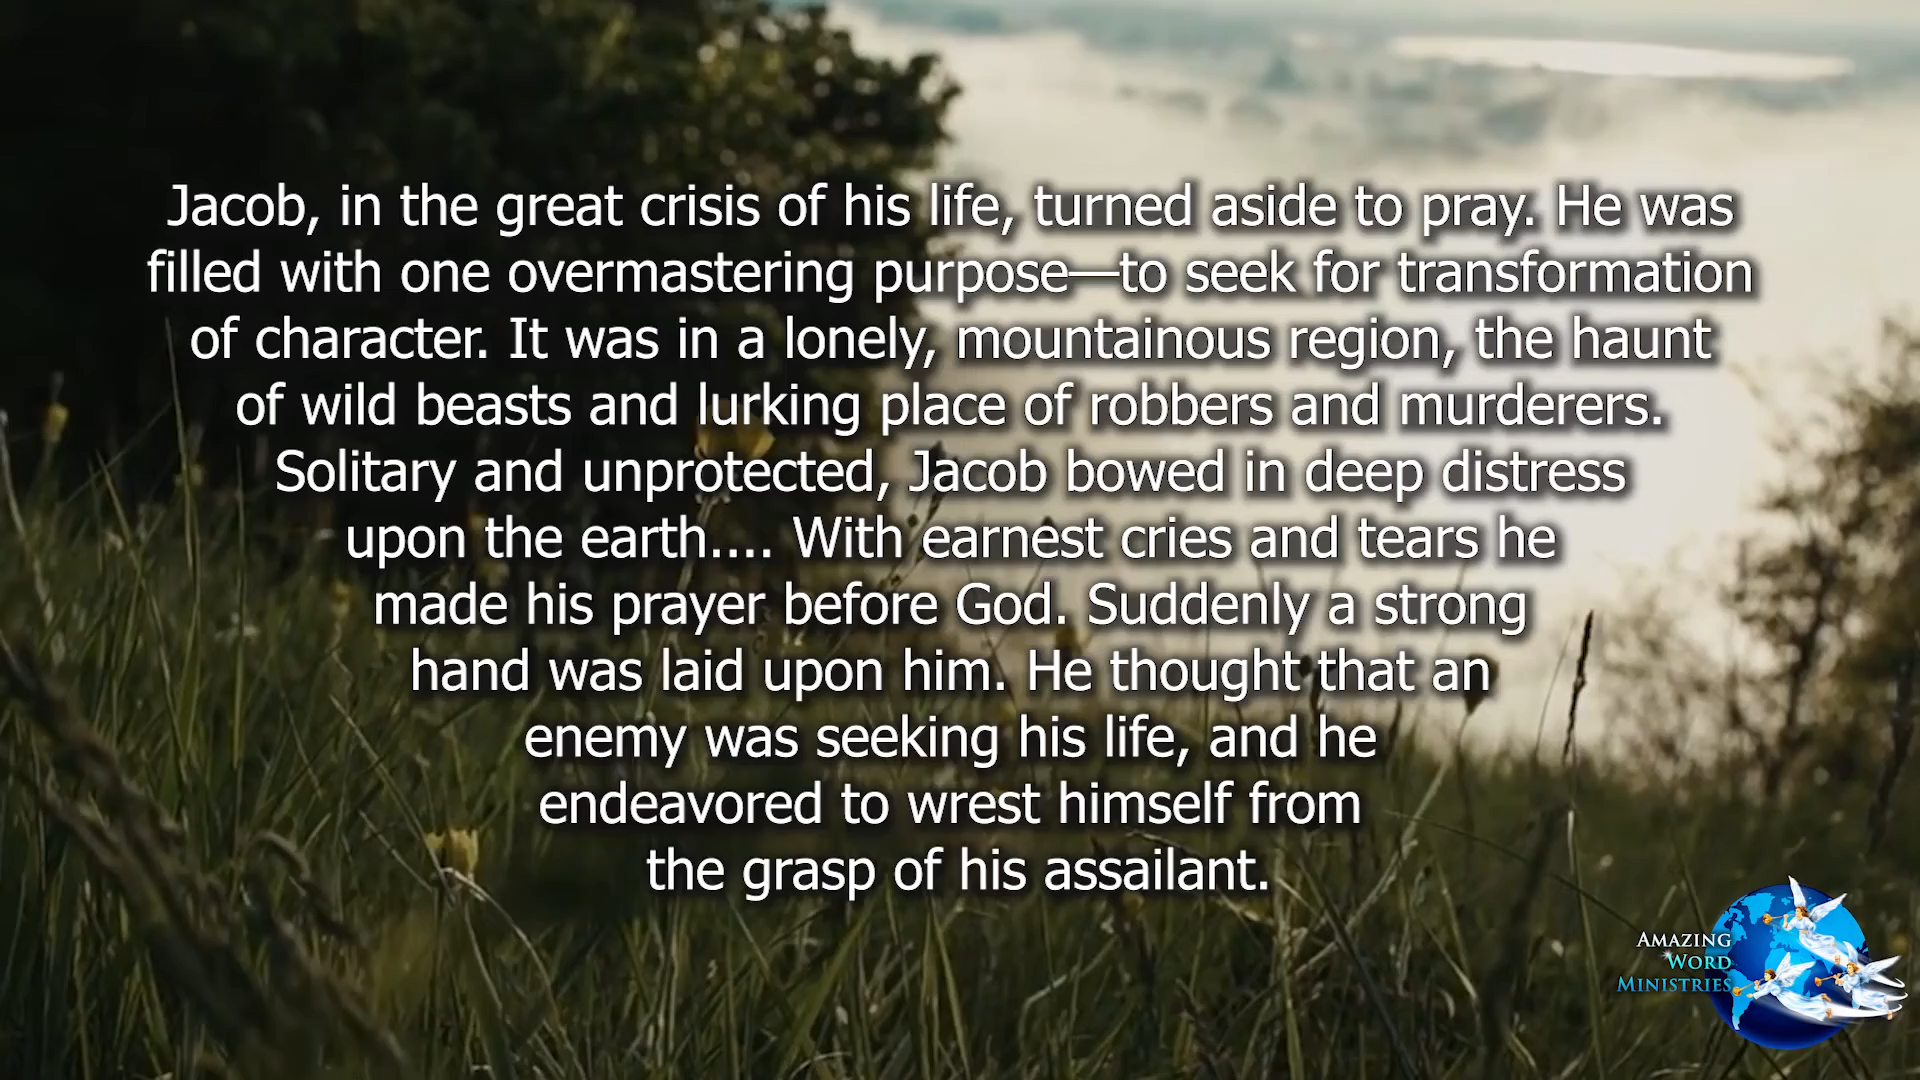 Jacob, in the great crisis of his life, turned aside to pray. He was
filled with one overmastering purpose—to seek for transformation
of character. It was in a lonely, mountainous region, the haunt
of wild beasts and lurking place of robbers and murderers.
Solitary and unprotected, Jacob bowed in deep distress
upon the earth.... With earnest cries and tears he
made his prayer before God. Suddenly a strong
hand was laid upon him. He thought that an
enemy was seeking his life, and he
endeavored to wrest himself from
the grasp of his assailant.
AMAZING
WORD
MINISTRIES